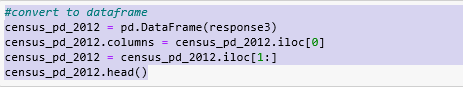 #convert to dataframe
census_pd_2012 = pd.DataFrame(response3)
census_pd_2012.columns = census_pd_2012.iloc[0]
census_pd_2012 = census_pd_2012.iloc[1:]
census_pd_2012.head()